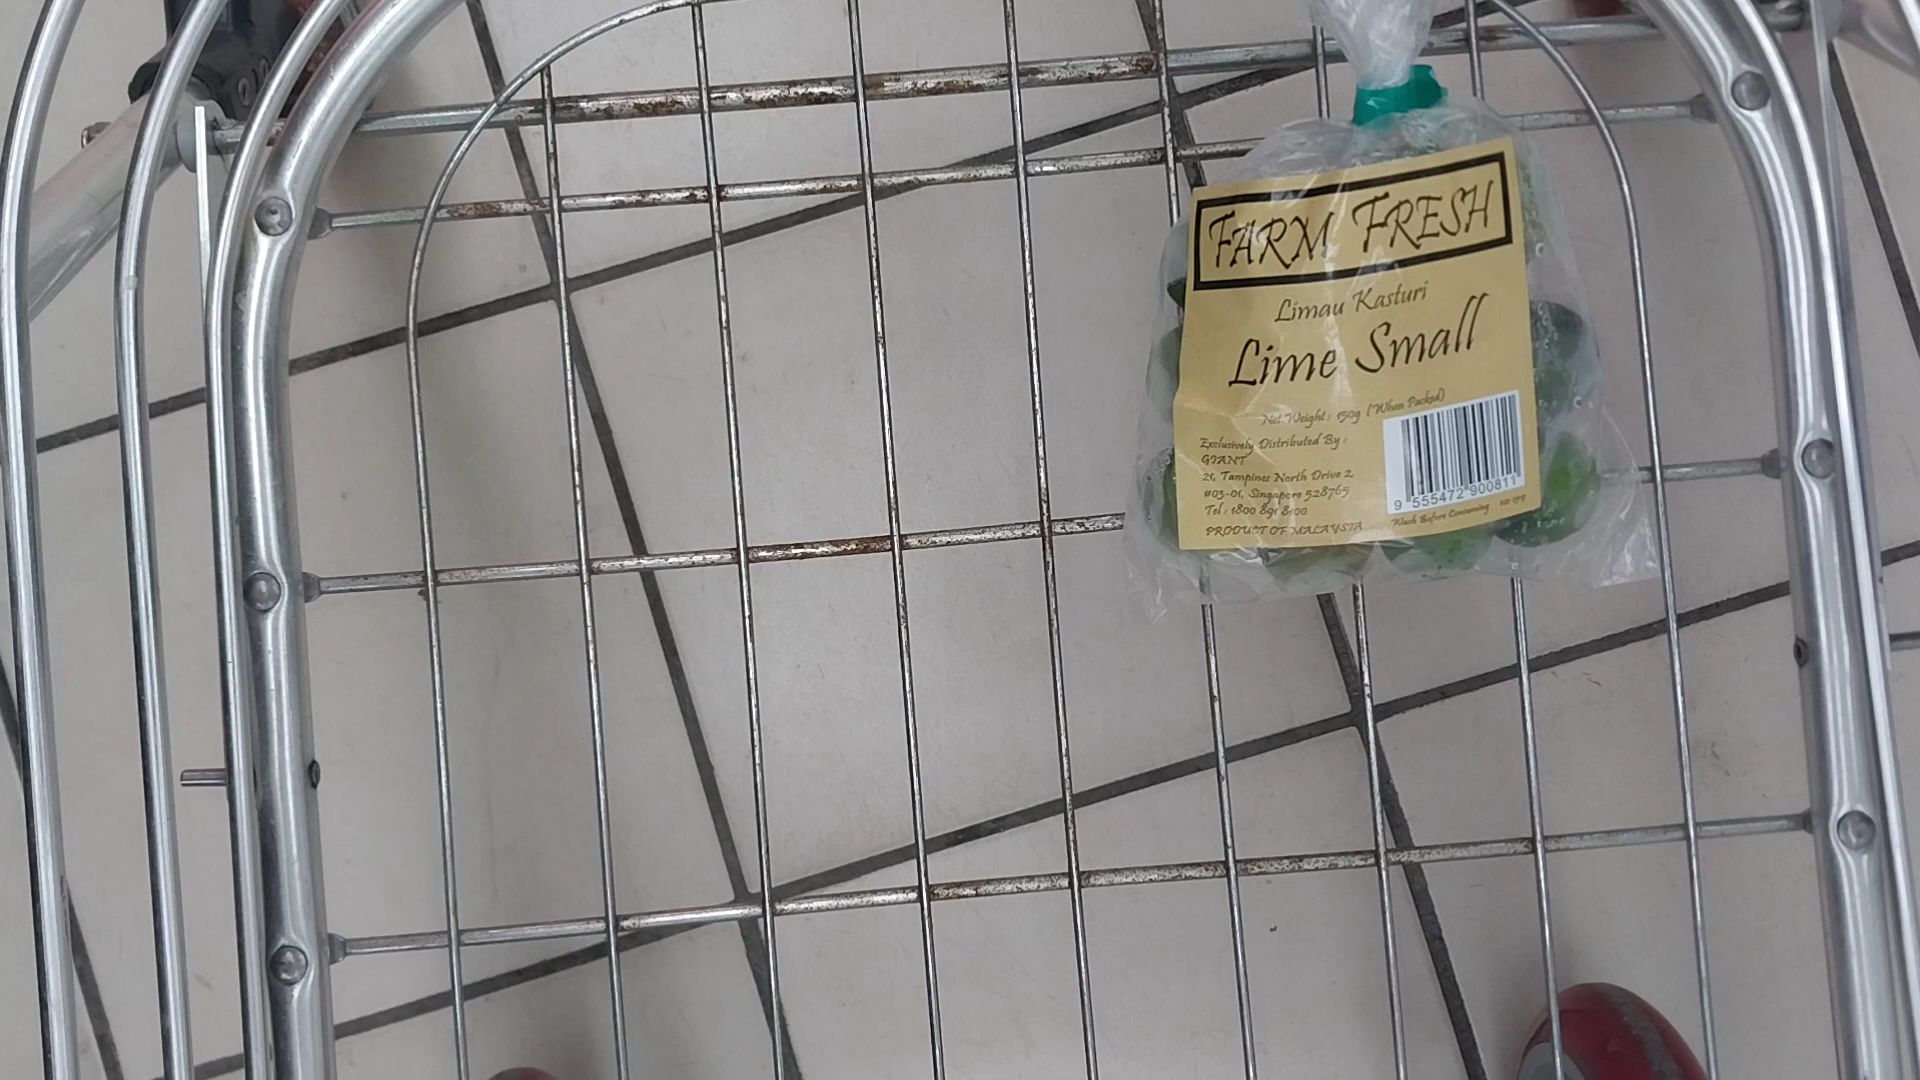 FARM FRESH
Limau Kasturi
Lime Small
Net Weight: 150g (When Packed)
Exclusively Distributed By:
GIANT
21, Tampines North Drive 2
#03-01, Singapore 528765
Tel: 1800 891 8100
PRODUCT OF MALAYSIA
9 555472 900811
Wash Before Consuming